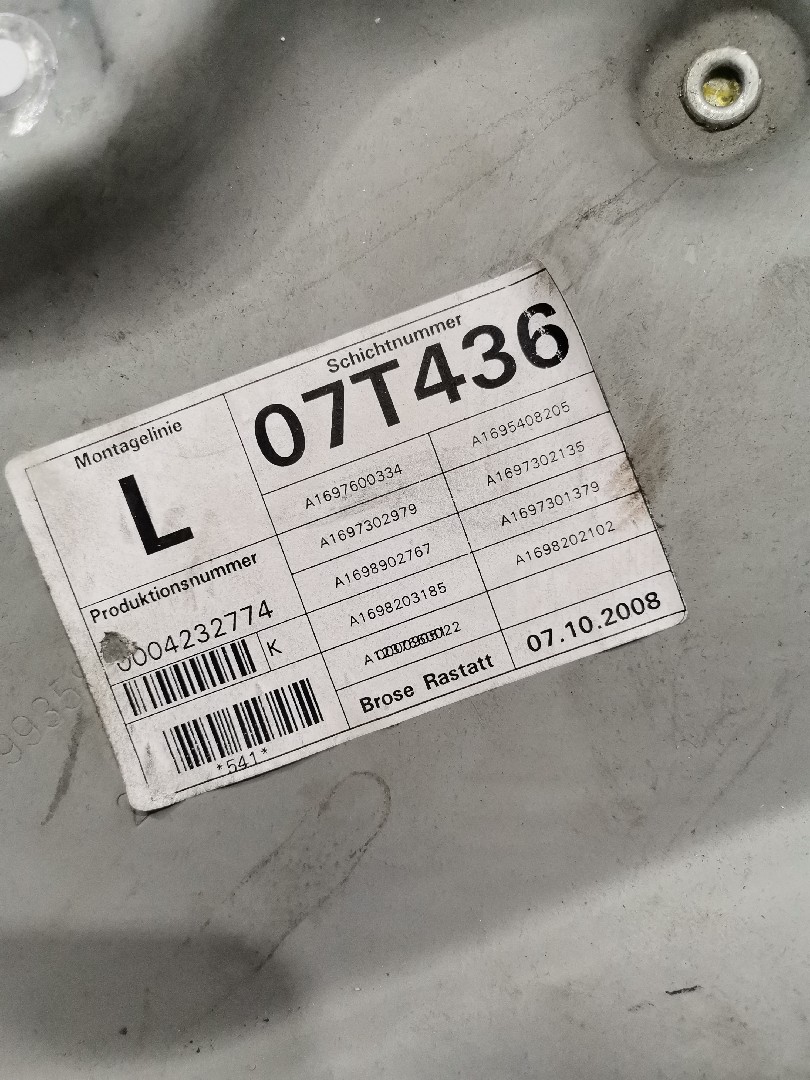 Montagelinie
L
Schichtnummer
07T436
A1697600334
A1695408205
A1697302979
A1697302135
A1698902767
A1697301379
A1698203185
A1698202102
Produktionsnummer
0004232774
K
*541*
Brose Rastatt
07.10.2008